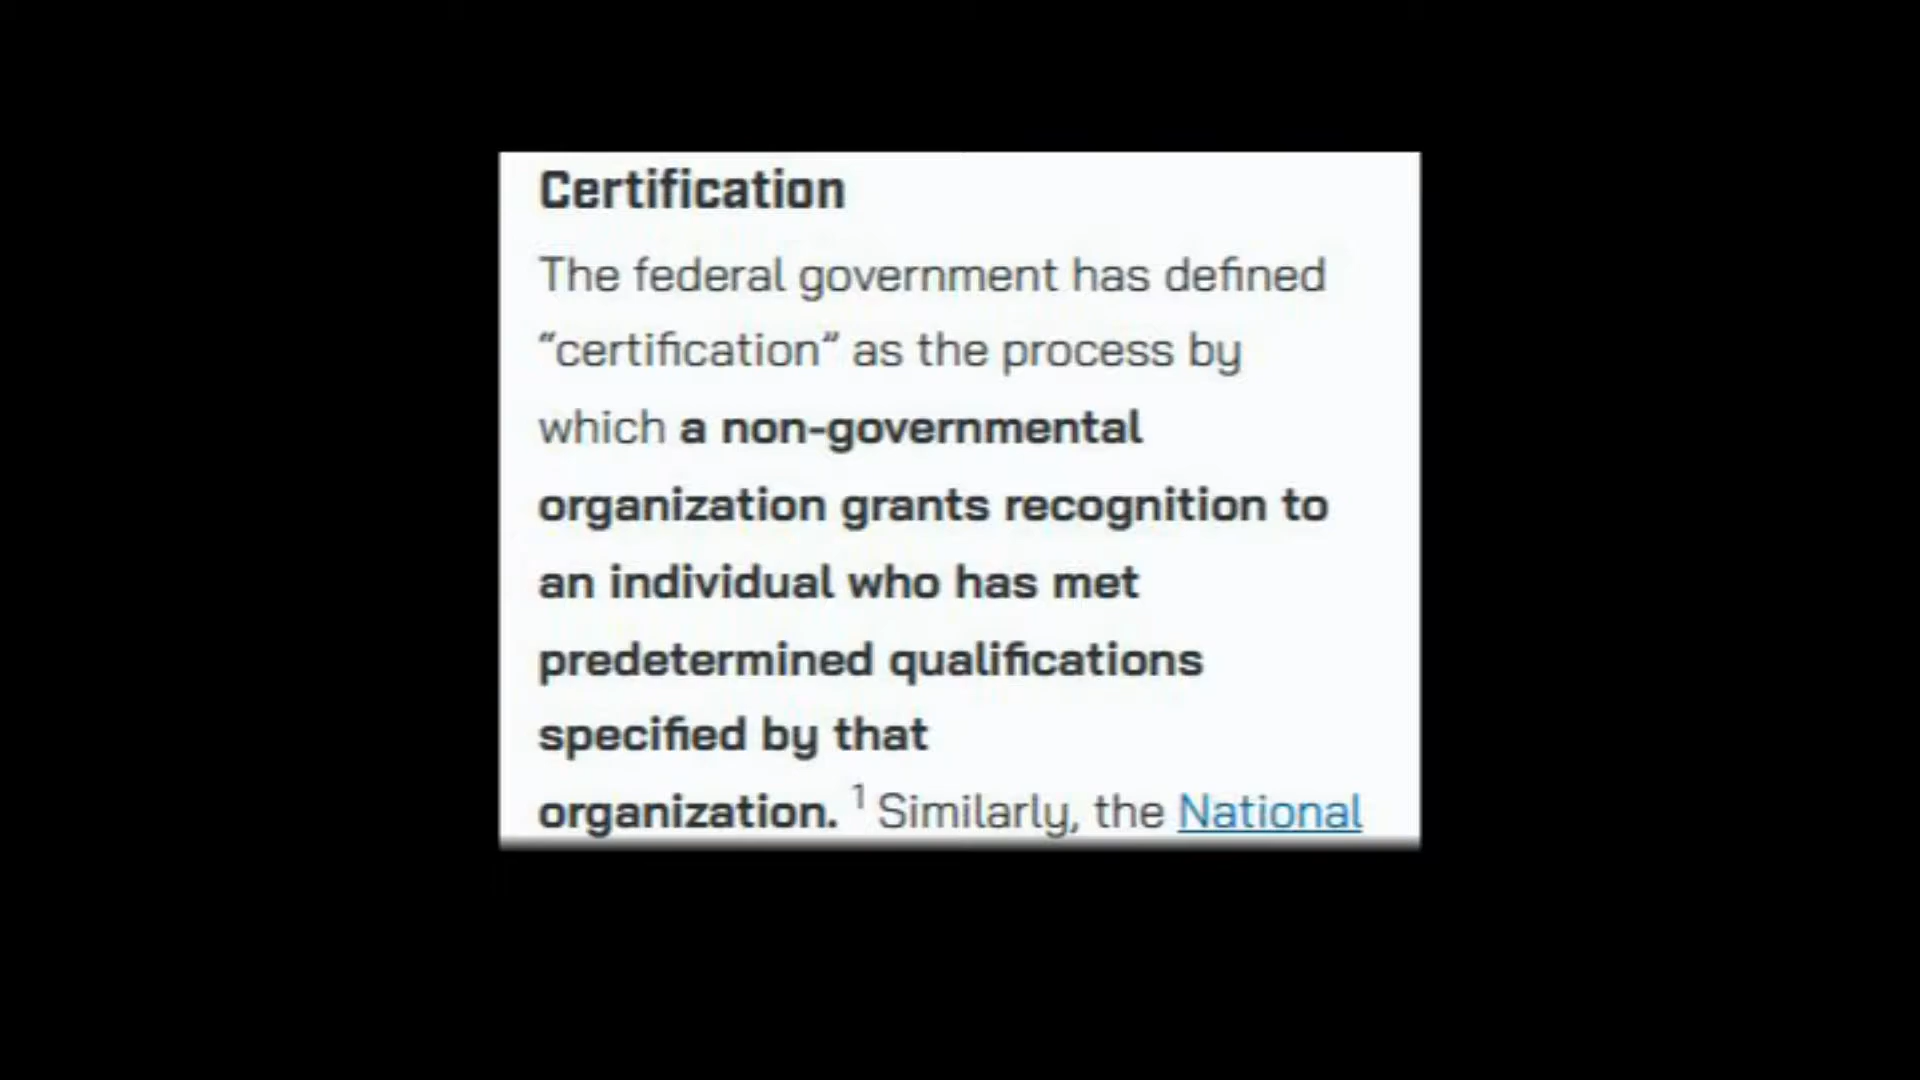 Certification
The federal government has defined
“certification” as the process by
which a non-governmental
organization grants recognition to
an individual who has met
predetermined qualifications
specified by that
organization. 1 Similarly, the National